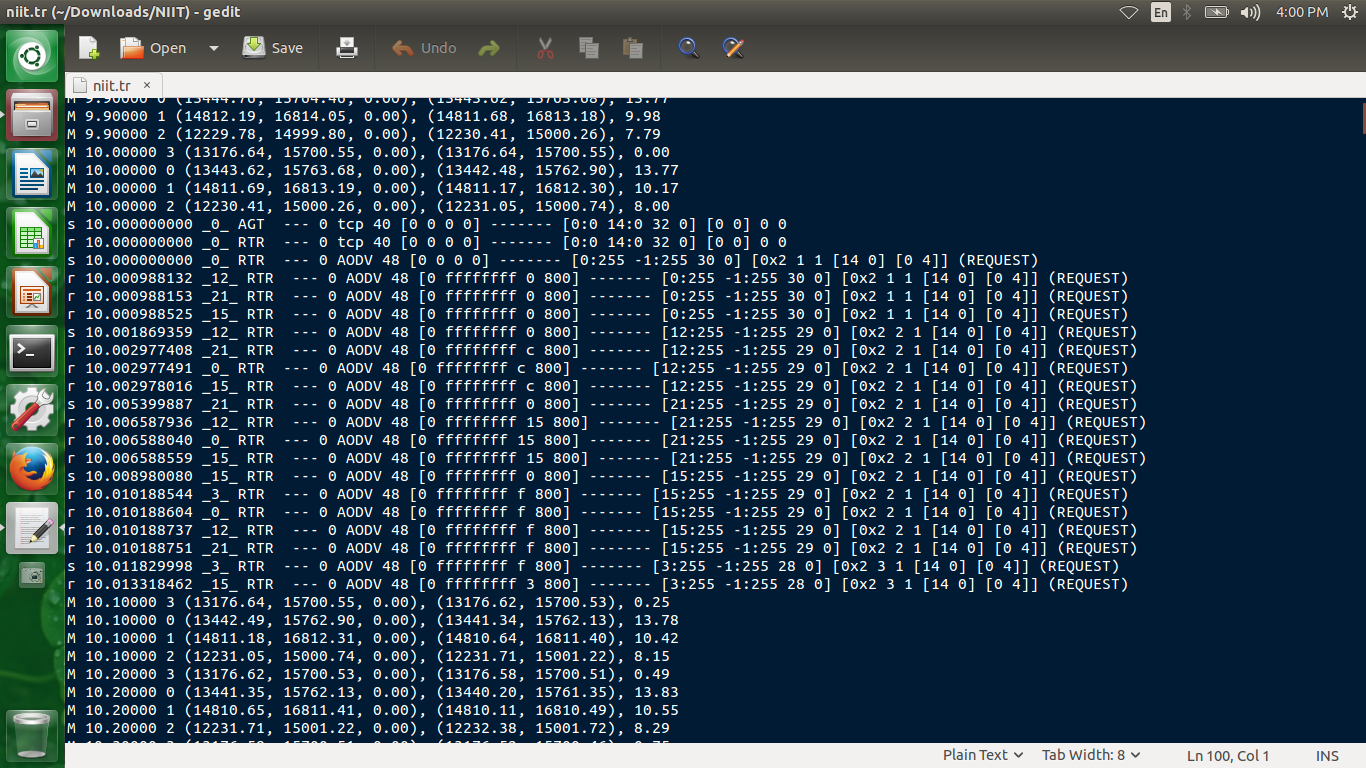 niit.tr (~/Downloads/NIIT) - gedit
En
4:00 PM
Open
Save
Undo
niit.tr ×
M 9.90000 0 (13444.76, 15764.46, 0.00), (13443.62, 15763.68), 13.77
M 9.90000 1 (14812.19, 16814.05, 0.00), (14811.68, 16813.18), 9.98
M 9.90000 2 (12229.78, 14999.80, 0.00), (12230.41, 15000.26), 7.79
M 10.00000 3 (13176.64, 15700.55, 0.00), (13176.64, 15700.55), 0.00
M 10.00000 0 (13443.62, 15763.68, 0.00), (13442.48, 15762.90), 13.77
M 10.00000 1 (14811.69, 16813.19, 0.00), (14811.17, 16812.30), 10.17
M 10.00000 2 (12230.41, 15000.26, 0.00), (12231.05, 15000.74), 8.00
s 10.000000000 _0_ AGT  --- 0 tcp 40 [0 0 0 0] ------- [0:0 14:0 32 0] [0 0] 0 0
r 10.000000000 _0_ RTR  --- 0 tcp 40 [0 0 0 0] ------- [0:0 14:0 32 0] [0 0] 0 0
s 10.000000000 _0_ RTR  --- 0 AODV 48 [0 0 0 0] ------- [0:255 -1:255 30 0] [0x2 1 1 [14 0] [0 4]] (REQUEST)
r 10.000988132 _12_ RTR  --- 0 AODV 48 [0 ffffffff 0 800] ------- [0:255 -1:255 30 0] [0x2 1 1 [14 0] [0 4]] (REQUEST)
r 10.000988153 _21_ RTR  --- 0 AODV 48 [0 ffffffff 0 800] ------- [0:255 -1:255 30 0] [0x2 1 1 [14 0] [0 4]] (REQUEST)
r 10.000988525 _15_ RTR  --- 0 AODV 48 [0 ffffffff 0 800] ------- [0:255 -1:255 30 0] [0x2 1 1 [14 0] [0 4]] (REQUEST)
s 10.001869359 _12_ RTR  --- 0 AODV 48 [0 ffffffff 0 800] ------- [12:255 -1:255 29 0] [0x2 2 1 [14 0] [0 4]] (REQUEST)
r 10.002977408 _21_ RTR  --- 0 AODV 48 [0 ffffffff c 800] ------- [12:255 -1:255 29 0] [0x2 2 1 [14 0] [0 4]] (REQUEST)
r 10.002977491 _0_ RTR  --- 0 AODV 48 [0 ffffffff c 800] ------- [12:255 -1:255 29 0] [0x2 2 1 [14 0] [0 4]] (REQUEST)
r 10.002978016 _15_ RTR  --- 0 AODV 48 [0 ffffffff c 800] ------- [12:255 -1:255 29 0] [0x2 2 1 [14 0] [0 4]] (REQUEST)
s 10.005399887 _21_ RTR  --- 0 AODV 48 [0 ffffffff 0 800] ------- [21:255 -1:255 29 0] [0x2 2 1 [14 0] [0 4]] (REQUEST)
r 10.006587936 _12_ RTR  --- 0 AODV 48 [0 ffffffff 15 800] ------- [21:255 -1:255 29 0] [0x2 2 1 [14 0] [0 4]] (REQUEST)
r 10.006588040 _0_ RTR  --- 0 AODV 48 [0 ffffffff 15 800] ------- [21:255 -1:255 29 0] [0x2 2 1 [14 0] [0 4]] (REQUEST)
r 10.006588559 _15_ RTR  --- 0 AODV 48 [0 ffffffff 15 800] ------- [21:255 -1:255 29 0] [0x2 2 1 [14 0] [0 4]] (REQUEST)
s 10.008980080 _15_ RTR  --- 0 AODV 48 [0 ffffffff 0 800] ------- [15:255 -1:255 29 0] [0x2 2 1 [14 0] [0 4]] (REQUEST)
r 10.010188544 _3_ RTR  --- 0 AODV 48 [0 ffffffff f 800] ------- [15:255 -1:255 29 0] [0x2 2 1 [14 0] [0 4]] (REQUEST)
r 10.010188604 _0_ RTR  --- 0 AODV 48 [0 ffffffff f 800] ------- [15:255 -1:255 29 0] [0x2 2 1 [14 0] [0 4]] (REQUEST)
r 10.010188737 _12_ RTR  --- 0 AODV 48 [0 ffffffff f 800] ------- [15:255 -1:255 29 0] [0x2 2 1 [14 0] [0 4]] (REQUEST)
r 10.010188751 _21_ RTR  --- 0 AODV 48 [0 ffffffff f 800] ------- [15:255 -1:255 29 0] [0x2 2 1 [14 0] [0 4]] (REQUEST)
s 10.011829998 _3_ RTR  --- 0 AODV 48 [0 ffffffff f 800] ------- [3:255 -1:255 28 0] [0x2 3 1 [14 0] [0 4]] (REQUEST)
r 10.013318462 _15_ RTR  --- 0 AODV 48 [0 ffffffff 3 800] ------- [3:255 -1:255 28 0] [0x2 3 1 [14 0] [0 4]] (REQUEST)
M 10.10000 3 (13176.64, 15700.55, 0.00), (13176.62, 15700.53), 0.25
M 10.10000 0 (13442.49, 15762.90, 0.00), (13441.34, 15762.13), 13.78
M 10.10000 1 (14811.18, 16812.31, 0.00), (14810.64, 16811.40), 10.42
M 10.10000 2 (12231.05, 15000.74, 0.00), (12231.71, 15001.22), 8.15
M 10.20000 3 (13176.62, 15700.53, 0.00), (13176.58, 15700.51), 0.49
M 10.20000 0 (13441.35, 15762.13, 0.00), (13440.20, 15761.35), 13.83
M 10.20000 1 (14810.65, 16811.41, 0.00), (14810.11, 16810.49), 10.55
M 10.20000 2 (12231.71, 15001.22, 0.00), (12232.38, 15001.72), 8.29
Plain Text
Tab Width: 8
Ln 100, Col 1
INS